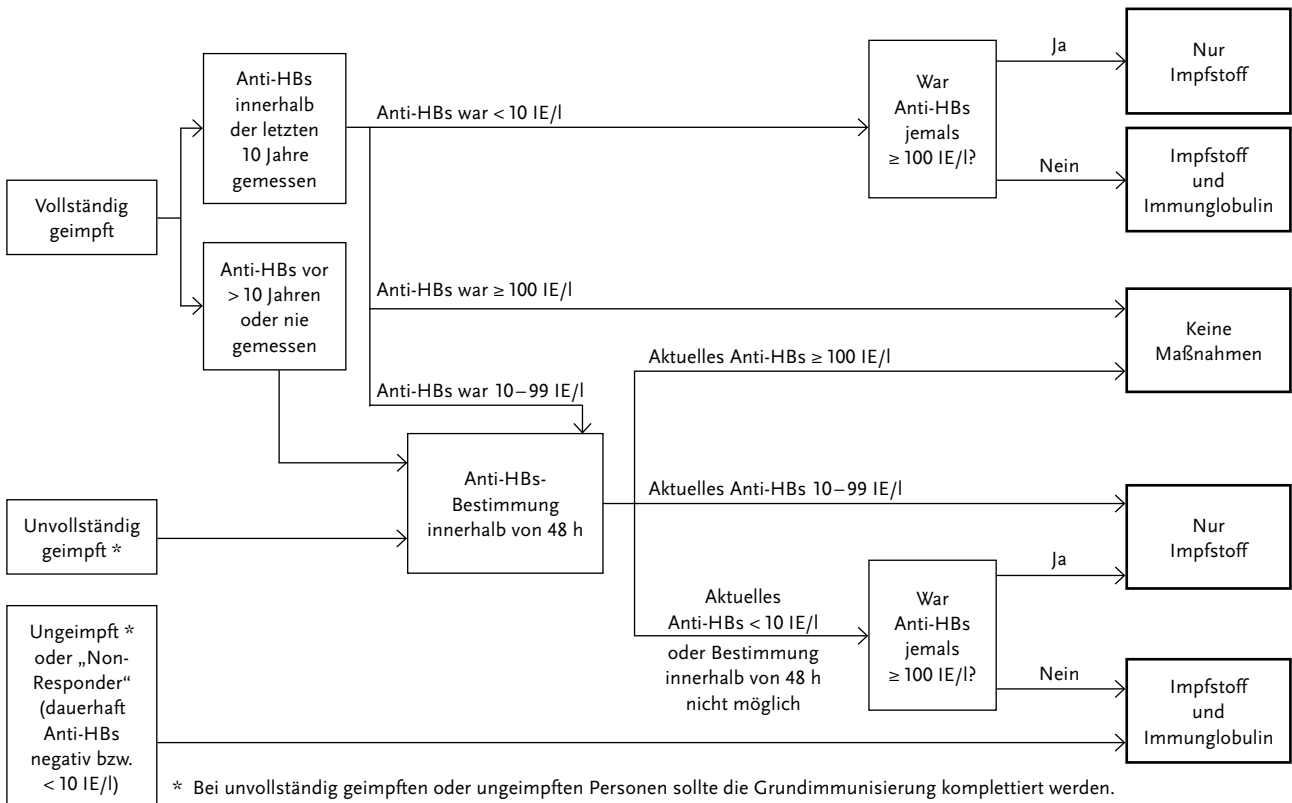 Vollständig
geimpft
Anti-HBs
innerhalb
der letzten
10 Jahre
gemessen
Anti-HBs vor
> 10 Jahren
oder nie
gemessen
Anti-HBs war < 10 IE/l
War
Anti-HBs
jemals
≥ 100 IE/l?
Ja
Nur
Impfstoff
Nein
Impfstoff
und
Immunglobulin
Anti-HBs war ≥ 100 IE/l
Keine
Maßnahmen
Aktuelles Anti-HBs ≥ 100 IE/l
Anti-HBs war 10–99 IE/l
Unvollständig
geimpft *
Anti-HBs-
Bestimmung
innerhalb von 48 h
Aktuelles Anti-HBs 10–99 IE/l
Nur
Impfstoff
Aktuelles
Anti-HBs < 10 IE/l
oder Bestimmung
innerhalb von 48 h
nicht möglich
War
Anti-HBs
jemals
≥ 100 IE/l?
Ja
Nein
Impfstoff
und
Immunglobulin
Ungeimpft *
oder „Non-
Responder“
(dauerhaft
Anti-HBs
negativ bzw.
< 10 IE/l)
* Bei unvollständig geimpften oder ungeimpften Personen sollte die Grundimmunisierung komplettiert werden.